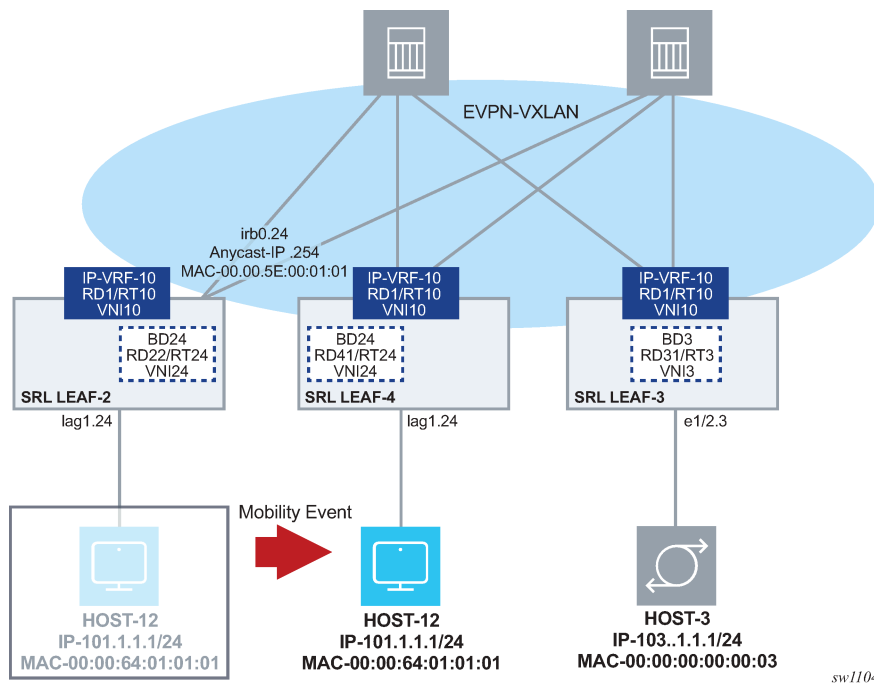 EVPN-VXLAN
irb0.24
Anycast-IP .254
MAC-00.00.5E:00:01:01
IP-VRF-10
RD1/RT10
VNI10
IP-VRF-10
RD1/RT10
VNI10
IP-VRF-10
RD1/RT10
VNI10
BD24
RD22/RT24
VNI24
BD24
RD41/RT24
VNI24
BD3
RD31/RT3
VNI3
SRL LEAF-2
SRL LEAF-4
SRL LEAF-3
lag1.24
lag1.24
e1/2.3
Mobility Event
HOST-12
IP-101.1.1.1/24
MAC-00:00:64:01:01:01
HOST-12
IP-101.1.1.1/24
MAC-00:00:64:01:01:01
HOST-3
IP-103..1.1.1/24
MAC-00:00:00:00:00:03